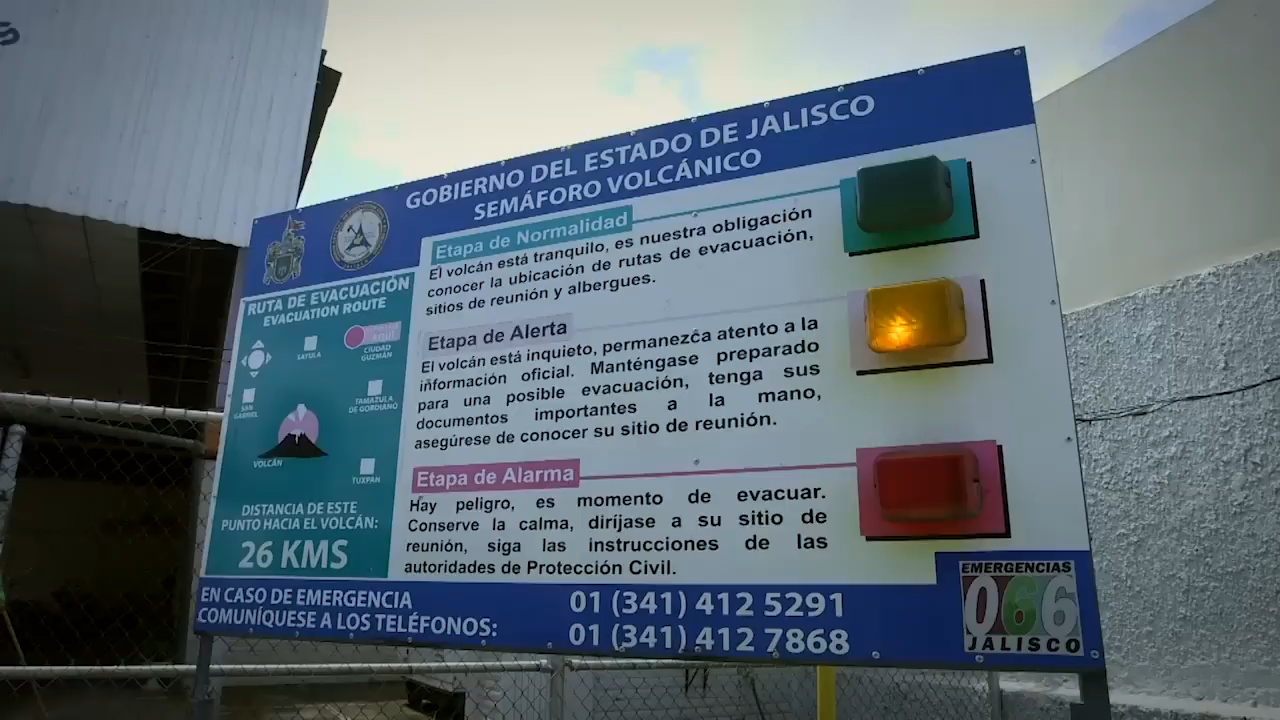 GOBIERNO DEL ESTADO DE JALISCO
SEMÁFORO VOLCÁNICO
RUTA DE EVACUACIÓN
EVACUATION ROUTE
SAYULA
AQUÍ
CIUDAD
GUZMÁN
SAN
GABRIEL
TAMAZULA
DE GORDIANO
VOLCÁN
TUXPAN
DISTANCIA DE ESTE
PUNTO HACIA EL VOLCÁN:
26 KMS
Etapa de Normalidad
El volcán está tranquilo, es nuestra obligación
conocer la ubicación de rutas de evacuación,
sitios de reunión y albergues.
Etapa de Alerta
El volcán está inquieto, permanezca atento a la
información oficial. Manténgase preparado
para una posible evacuación, tenga sus
documentos importantes a la mano,
asegúrese de conocer su sitio de reunión.
Etapa de Alarma
Hay peligro, es momento de evacuar.
Conserve la calma, diríjase a su sitio de
reunión, siga las instrucciones de las
autoridades de Protección Civil.
EN CASO DE EMERGENCIA
COMUNÍQUESE A LOS TELÉFONOS:
01 (341) 412 5291
01 (341) 412 7868
EMERGENCIAS
066
JALISCO